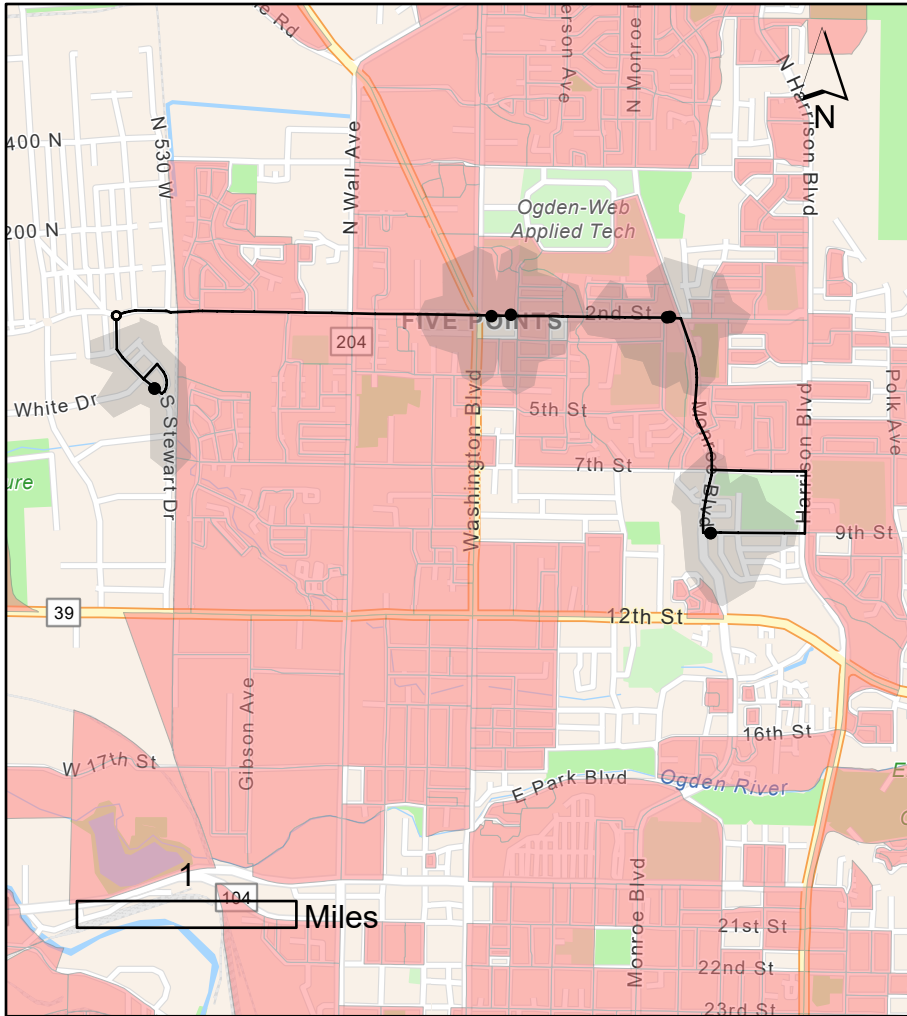 le Rd
erson Ave
N Monroe
N Harrison Blvd
N
400 N
N 530 W
N Wall Ave
200 N
Ogden-Web
Applied Tech
2nd St
FIVE POINTS
204
White Dr
S Stewart Dr
5th St
Washington Blvd
Monroe Blvd
Harrison Blvd
Polk Ave
7th St
ure
9th St
39
12th St
Gibson Ave
16th St
W 17th St
E Park Blvd
Ogden River
E
1
104
Miles
Monroe Blvd
21st St
22nd St
23rd St